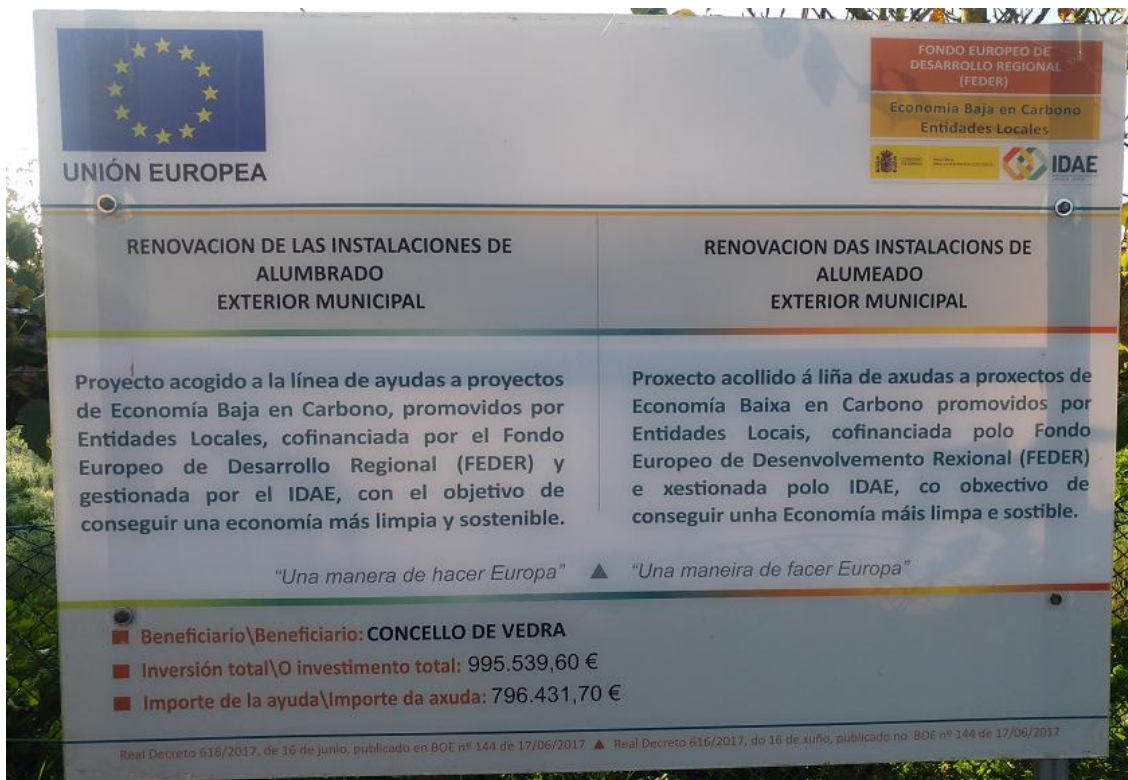 UNIÓN EUROPEA
FONDO EUROPEO DE
DESARROLLO REGIONAL
(FEDER)
Economía Baja en Carbono
Entidades Locales
IDAE
RENOVACION DE LAS INSTALACIONES DE
ALUMBRADO
EXTERIOR MUNICIPAL
RENOVACION DAS INSTALACIONS DE
ALUMEADO
EXTERIOR MUNICIPAL
Proyecto acogido a la línea de ayudas a proyectos
de Economía Baja en Carbono, promovidos por
Entidades Locales, cofinanciada por el Fondo
Europeo de Desarrollo Regional (FEDER) y
gestionada por el IDAE, con el objetivo de
conseguir una economía más limpia y sostenible.
Proxecto acollido á liña de axudas a proxectos de
Economía Baixa en Carbono promovidos por
Entidades Locais, cofinanciada polo Fondo
Europeo de Desenvolvemento Rexional (FEDER)
e xestionada polo IDAE, co obxectivo de
conseguir unha Economía máis limpa e sostible.
“Una manera de hacer Europa”
“Una maneira de facer Europa”
Beneficiario\Beneficiario: CONCELLO DE VEDRA
Inversión total\O investimento total: 995.539,60 €
Importe de la ayuda\Importe da axuda: 796.431,70 €
Real Decreto 616/2017, de 16 de junio, publicado en BOE nº 144 de 17/06/2017 ▲ Real Decreto 616/2017, do 16 de xuño, publicado no BOE nº 144 de 17/06/2017